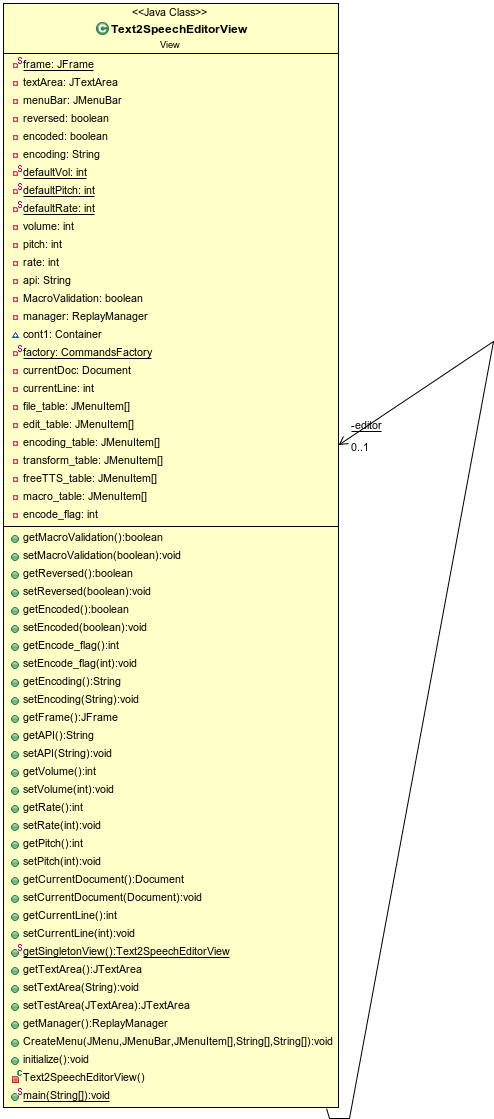 <<Java Class>>
Text2SpeechEditorView
View
frame: JFrame
textArea: JTextArea
menuBar: JMenuBar
reversed: boolean
encoded: boolean
encoding: String
defaultVol: int
defaultPitch: int
defaultRate: int
volume: int
pitch: int
rate: int
api: String
MacroValidation: boolean
manager: ReplayManager
cont1: Container
factory: CommandsFactory
currentDoc: Document
currentLine: int
file_table: JMenuItem[]
edit_table: JMenuItem[]
encoding_table: JMenuItem[]
transform_table: JMenuItem[]
freeTTS_table: JMenuItem[]
macro_table: JMenuItem[]
encode_flag: int
getMacroValidation():boolean
setMacroValidation(boolean):void
getReversed():boolean
setReversed(boolean):void
getEncoded():boolean
setEncoded(boolean):void
getEncode_flag():int
setEncode_flag(int):void
getEncoding():String
setEncoding(String):void
getFrame():JFrame
getAPI():String
setAPI(String):void
getVolume():int
setVolume(int):void
getRate():int
setRate(int):void
getPitch():int
setPitch(int):void
getCurrentDocument():Document
setCurrentDocument(Document):void
getCurrentLine():int
setCurrentLine(int):void
getSingletonView():Text2SpeechEditorView
getTextArea():JTextArea
setTextArea(String):void
setTestArea(JTextArea):JTextArea
getManager():ReplayManager
CreateMenu(JMenu,JMenuBar,JMenuItem[],String[],String[]):void
initialize():void
Text2SpeechEditorView()
main(String[]):void
-editor
0..1